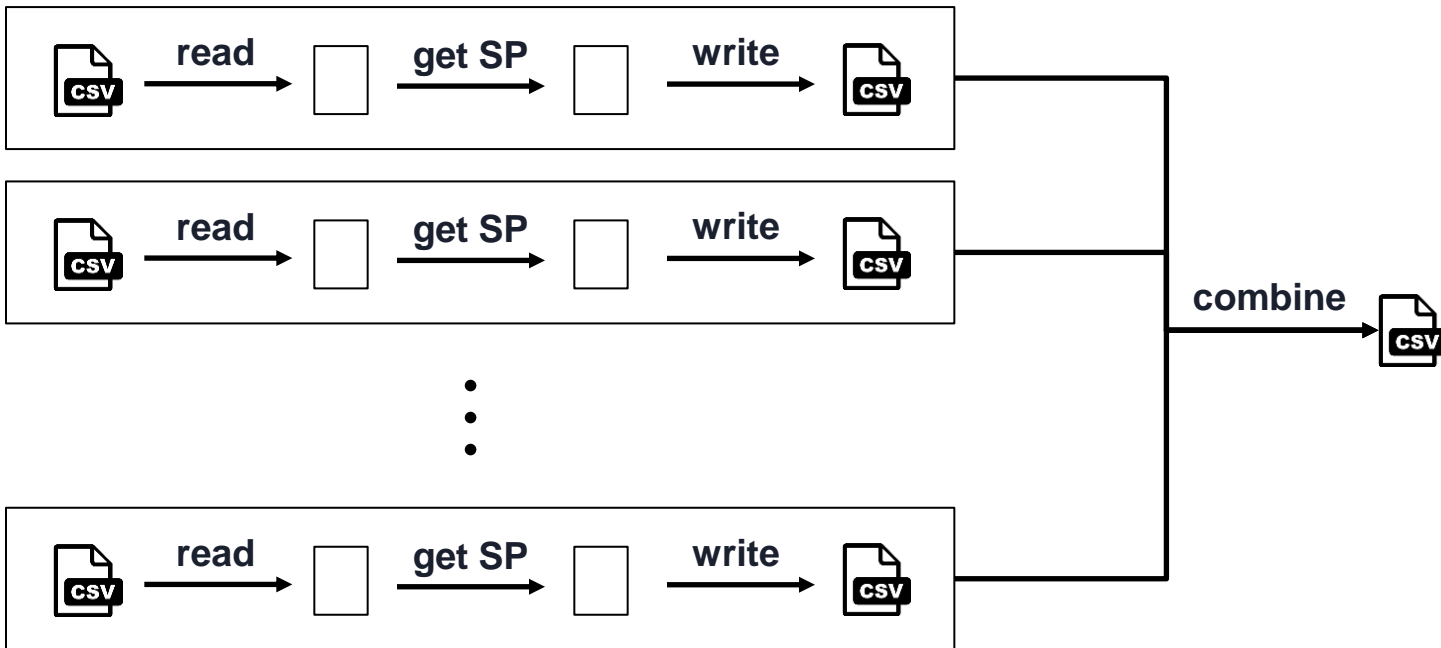 read get SP write
CSV CSV
read get SP write
CSV CSV
combine
CSV
read get SP write
CSV CSV